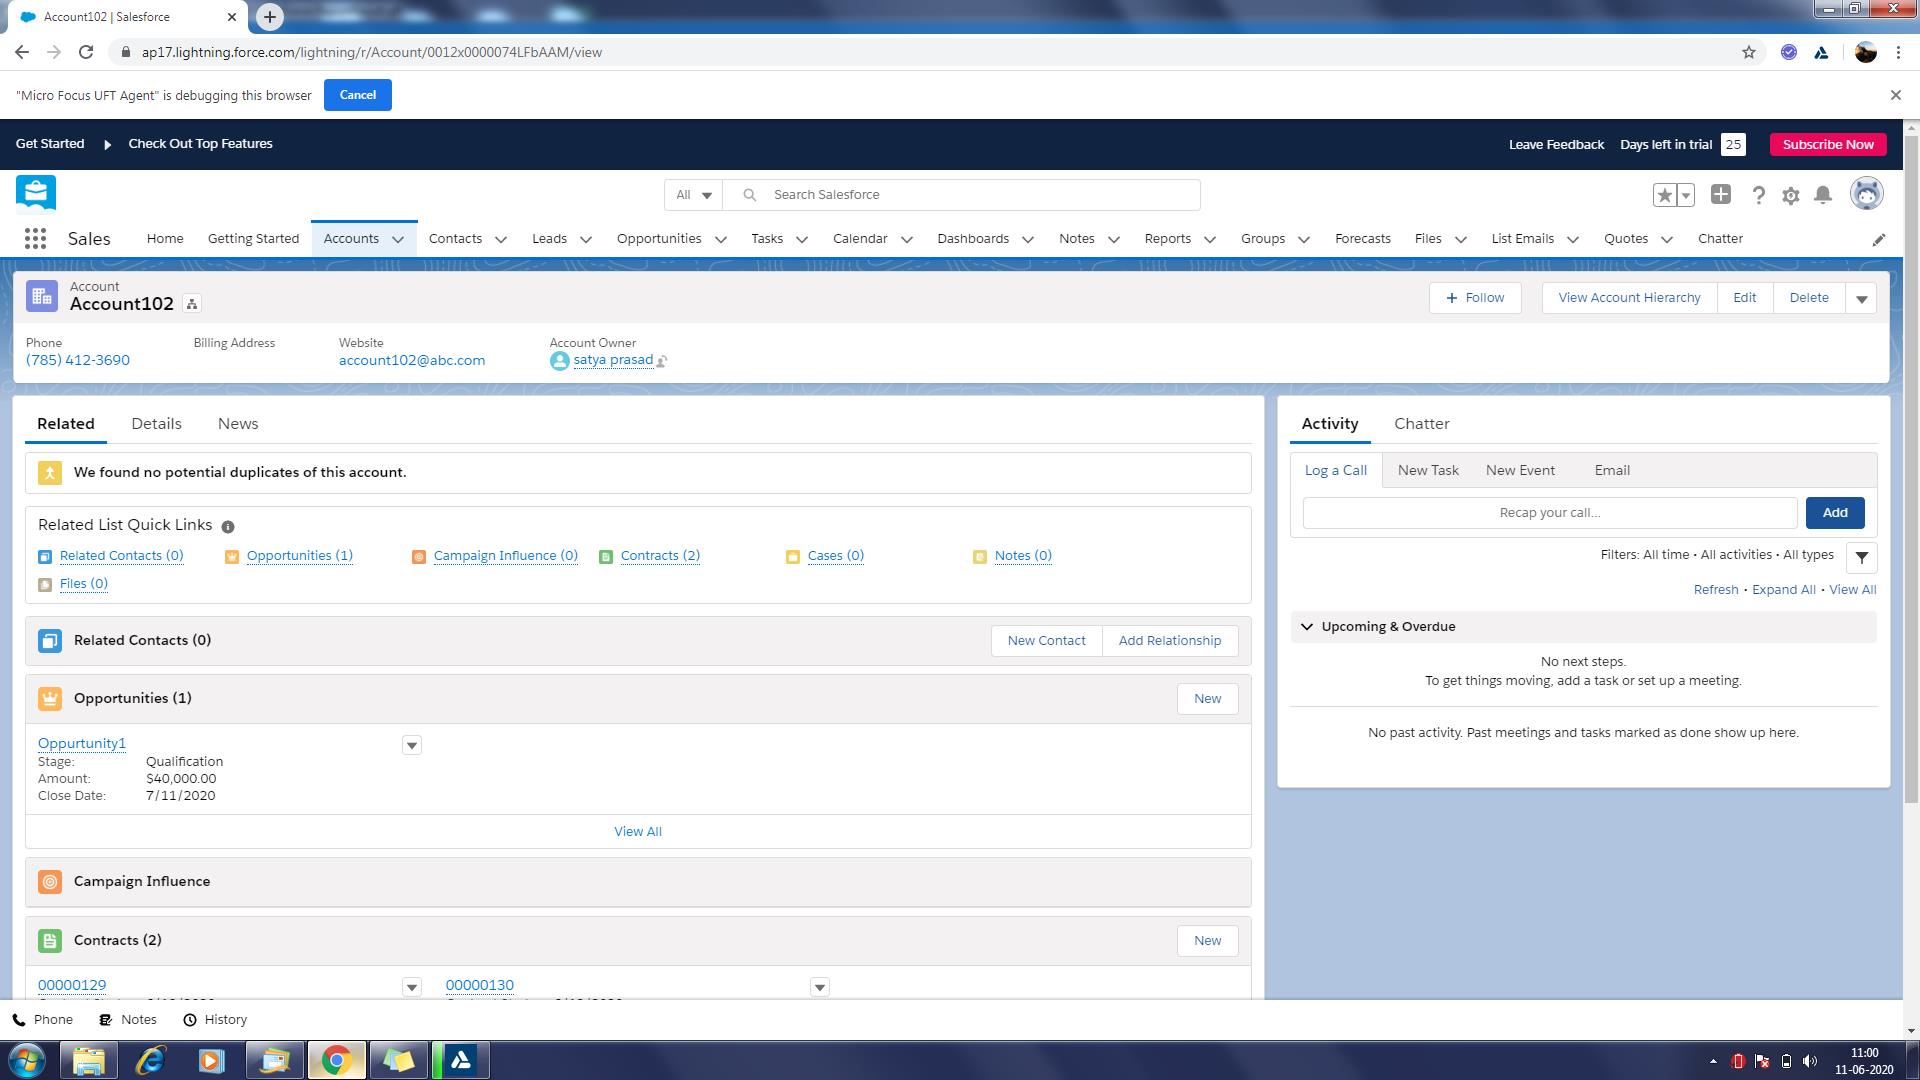 Account102 | Salesforce
ap17.lightning.force.com/lightning/r/Account/0012x0000074LFbAAM/view
"Micro Focus UFT Agent" is debugging this browser Cancel
Get Started Check Out Top Features Leave Feedback Days left in trial 25 Subscribe Now
All Search Salesforce
Sales Home Getting Started Accounts Contacts Leads Opportunities Tasks Calendar Dashboards Notes Reports Groups Forecasts Files List Emails Quotes Chatter
Account
Account102
+ Follow View Account Hierarchy Edit Delete
Phone Billing Address Website Account Owner
(785) 412-3690 account102@abc.com satya prasad
Related Details News
We found no potential duplicates of this account.
Related List Quick Links
Related Contacts (0) Opportunities (1) Campaign Influence (0) Contracts (2) Cases (0) Notes (0)
Files (0)
Related Contacts (0) New Contact Add Relationship
Opportunities (1) New
Oppurtunity1
Stage: Qualification
Amount: $40,000.00
Close Date: 7/11/2020
View All
Campaign Influence
Contracts (2) New
00000129 00000130
Activity Chatter
Log a Call New Task New Event Email
Recap your call... Add
Filters: All time • All activities • All types
Refresh • Expand All • View All
Upcoming & Overdue
No next steps.
To get things moving, add a task or set up a meeting.
No past activity. Past meetings and tasks marked as done show up here.
Phone Notes History
11:00
11-06-2020